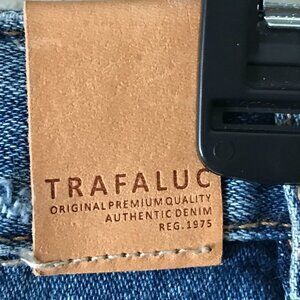 TRAFALUC
ORIGINAL PREMIUM QUALITY
AUTHENTIC DENIM
REG. 1975